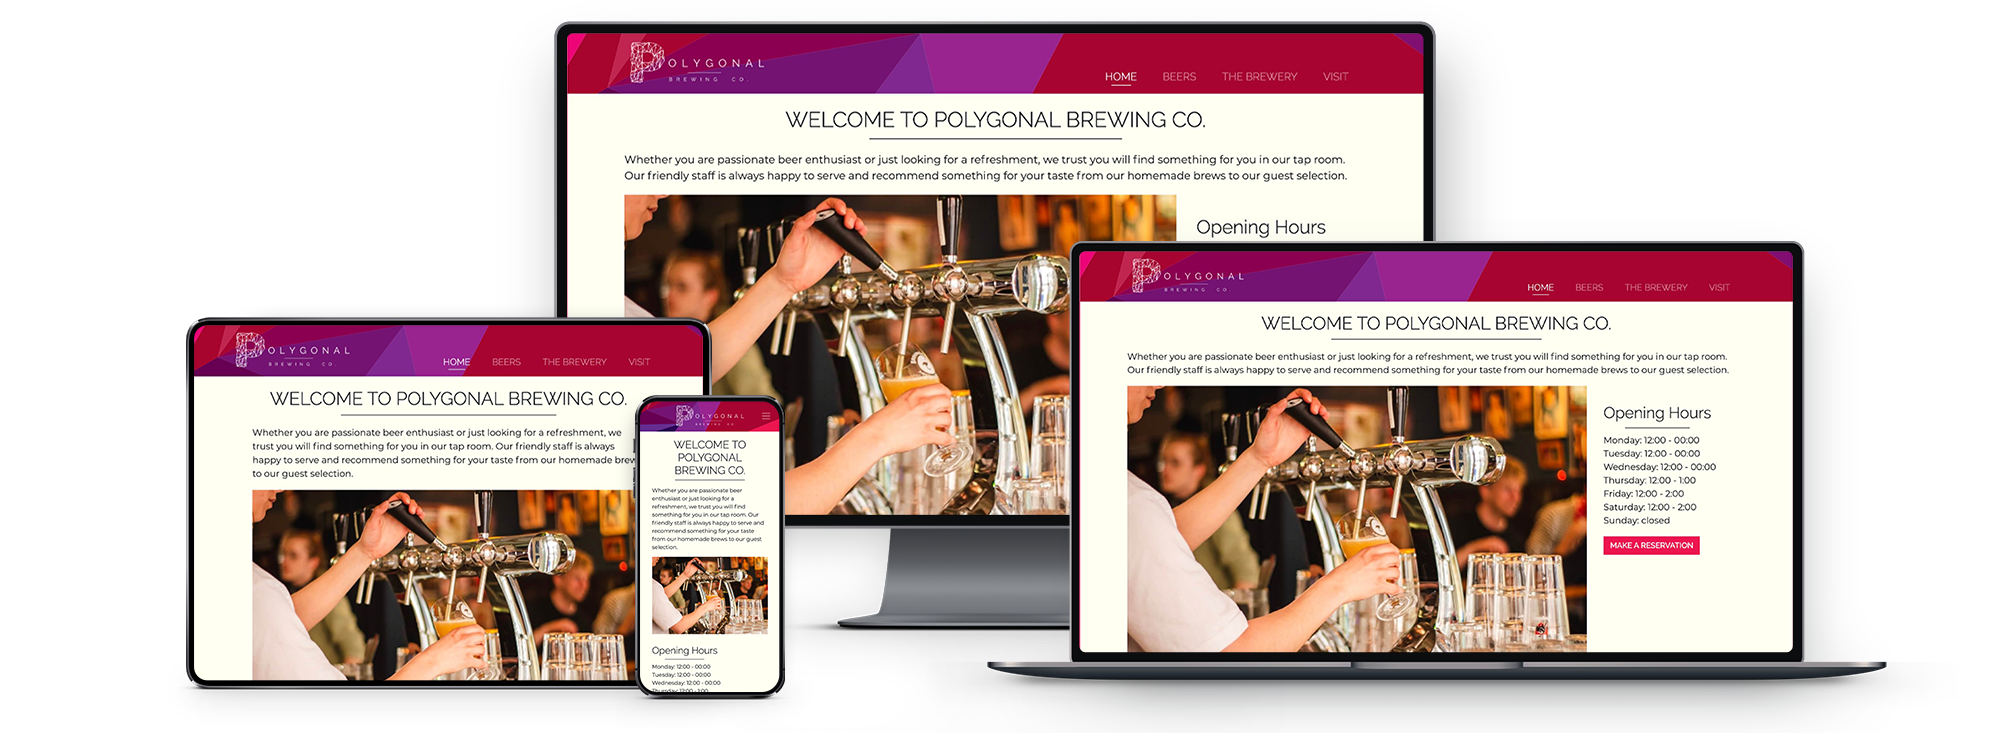 POLYGONAL
BREWING CO.
HOME BEERS THE BREWERY VISIT
WELCOME TO POLYGONAL BREWING CO.
Whether you are passionate beer enthusiast or just looking for a refreshment, we trust you will find something for you in our tap room.
Our friendly staff is always happy to serve and recommend something for your taste from our homemade brews to our guest selection.
Opening Hours
POLYGONAL
BREWING CO.
HOME BEERS THE BREWERY VISIT
WELCOME TO POLYGONAL BREWING CO.
Whether you are passionate beer enthusiast or just looking for a refreshment, we trust you will find something for you in our tap room.
Our friendly staff is always happy to serve and recommend something for your taste from our homemade brews to our guest selection.
Opening Hours
Monday: 12:00 - 00:00
Tuesday: 12:00 - 00:00
Wednesday: 12:00 - 00:00
Thursday: 12:00 - 1:00
Friday: 12:00 - 2:00
Saturday: 12:00 - 2:00
Sunday: closed
MAKE A RESERVATION
POLYGONAL
BREWING CO.
HOME BEERS THE BREWERY VISIT
WELCOME TO POLYGONAL BREWING CO.
Whether you are passionate beer enthusiast or just looking for a refreshment, we
trust you will find something for you in our tap room. Our friendly staff is always
happy to serve and recommend something for your taste from our homemade brew
to our guest selection.
POLYGONAL
BREWING CO.
WELCOME TO
POLYGONAL
BREWING CO.
Whether you are passionate beer
enthusiast or just looking for a
refreshment, we trust you will find
something for you in our tap room. Our
friendly staff is always happy to serve and
recommend something for your taste
from our homemade brews to our guest
selection.
Opening Hours
Monday: 12:00 - 00:00
Tuesday: 12:00 - 00:00
Wednesday: 12:00 - 00:00
Thursday: 12:00 - 1:00